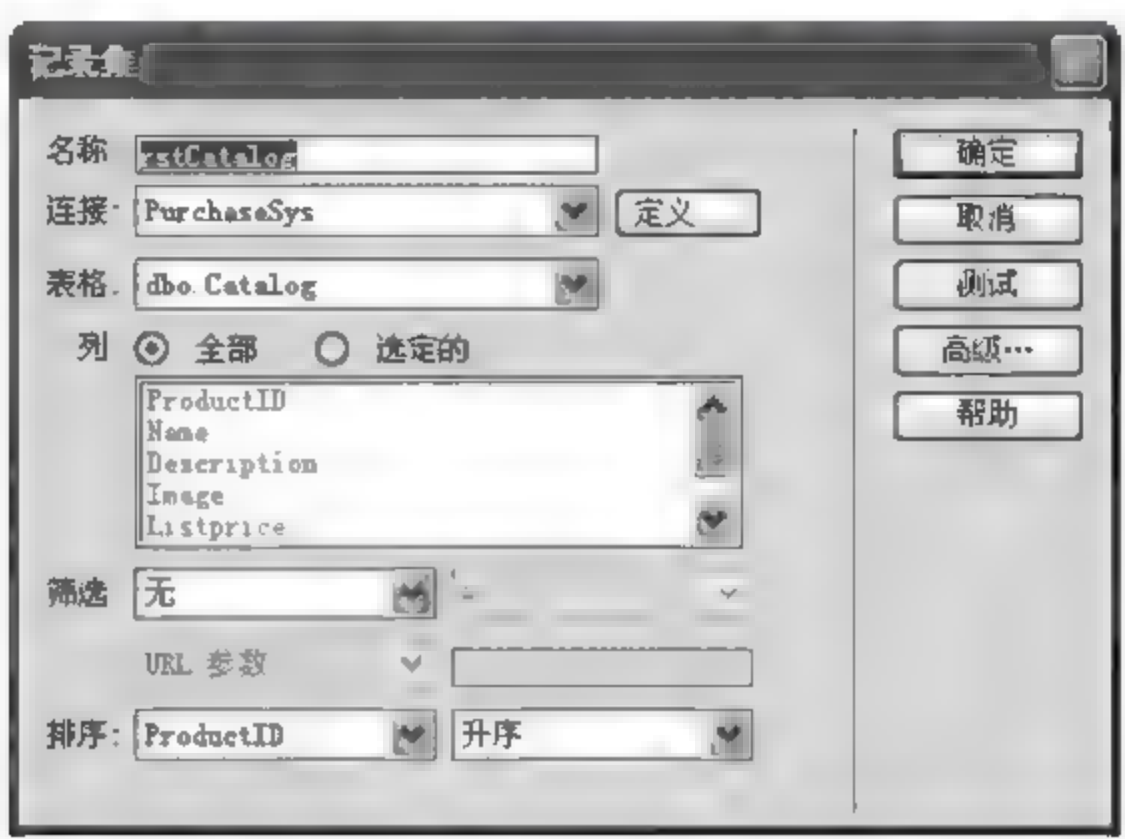 记录集
名称 rstCatalog 确定
连接: PurchaseSys 定义 取消
表格. dbo.Catalog 测试
列 全部 选定的 高级…
ProductID 帮助
Name
Description
Image
Listprice
筛选 无
URL 参数
排序: ProductID 升序